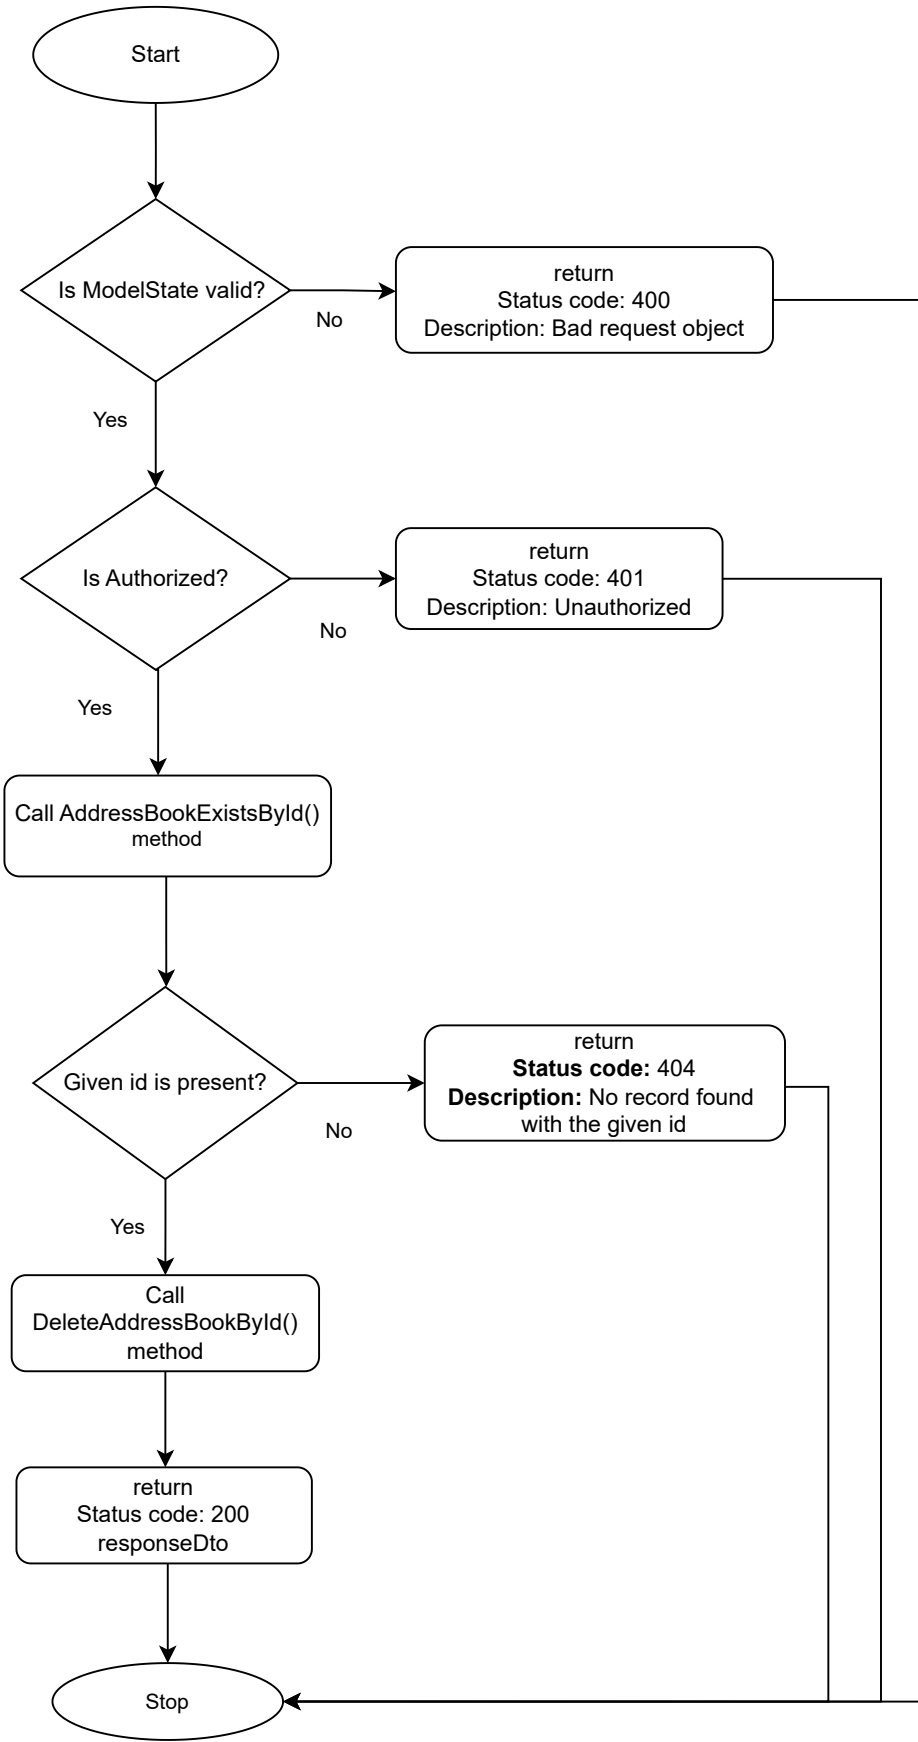 Start
Is ModelState valid?
No
return
Status code: 400
Description: Bad request object
Yes
Is Authorized?
No
return
Status code: 401
Description: Unauthorized
Yes
Call AddressBookExistsById()
method
Given id is present?
No
return
Status code: 404
Description: No record found
with the given id
Yes
Call
DeleteAddressBookById()
method
return
Status code: 200
responseDto
Stop